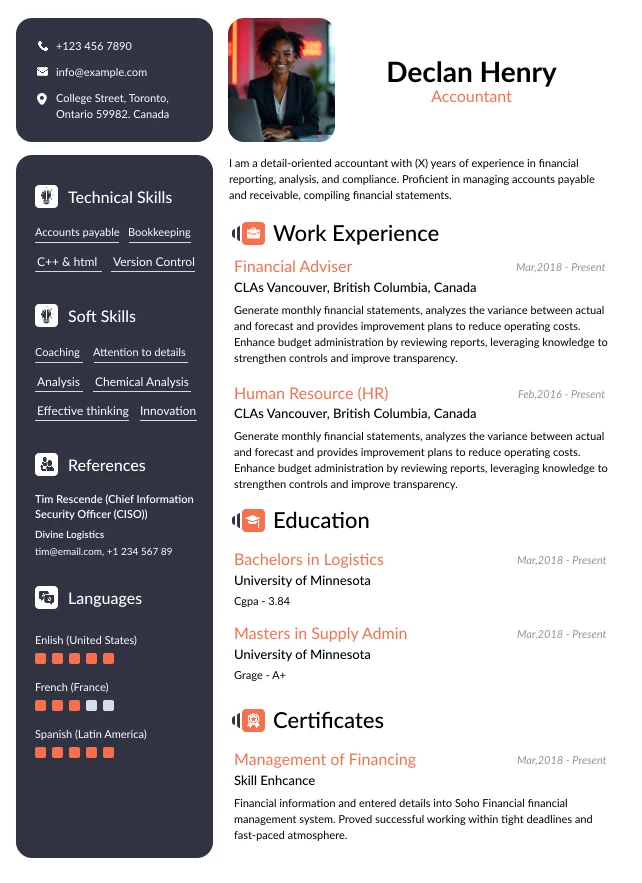 +123 456 7890
info@example.com
College Street, Toronto,
Ontario 59982. Canada
Declan Henry
Accountant
I am a detail-oriented accountant with (X) years of experience in financial
reporting, analysis, and compliance. Proficient in managing accounts payable
and receivable, compiling financial statements.
Technical Skills
Accounts payable Bookkeeping
C++ & html Version Control
Soft Skills
Coaching Attention to details
Analysis Chemical Analysis
Effective thinking Innovation
References
Tim Rescende (Chief Information
Security Officer (CISO))
Divine Logistics
tim@email.com, +1 234 567 89
Languages
Enlish (United States)
French (France)
Spanish (Latin America)
Work Experience
Financial Adviser Mar,2018 - Present
CLAs Vancouver, British Columbia, Canada
Generate monthly financial statements, analyzes the variance between actual
and forecast and provides improvement plans to reduce operating costs.
Enhance budget administration by reviewing reports, leveraging knowledge to
strengthen controls and improve transparency.
Human Resource (HR) Feb,2016 - Present
CLAs Vancouver, British Columbia, Canada
Generate monthly financial statements, analyzes the variance between actual
and forecast and provides improvement plans to reduce operating costs.
Enhance budget administration by reviewing reports, leveraging knowledge to
strengthen controls and improve transparency.
Education
Bachelors in Logistics Mar,2018 - Present
University of Minnesota
Cgpa - 3.84
Masters in Supply Admin Mar,2018 - Present
University of Minnesota
Grage - A+
Certificates
Management of Financing Mar,2018 - Present
Skill Enhcance
Financial information and entered details into Soho Financial financial
management system. Proved successful working within tight deadlines and
fast-paced atmosphere.